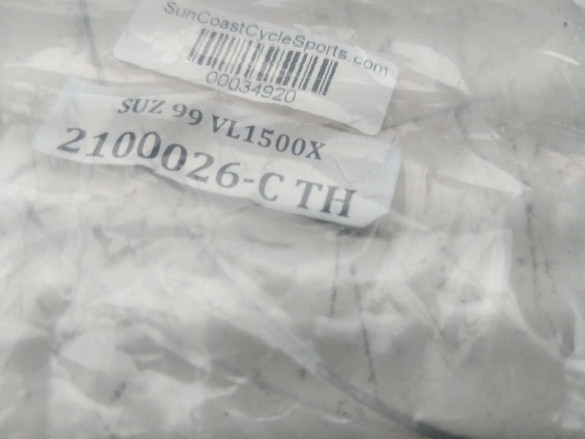 SunCoastCycleSports.com
00034920
SUZ 99 VL1500X
2100026-C TH